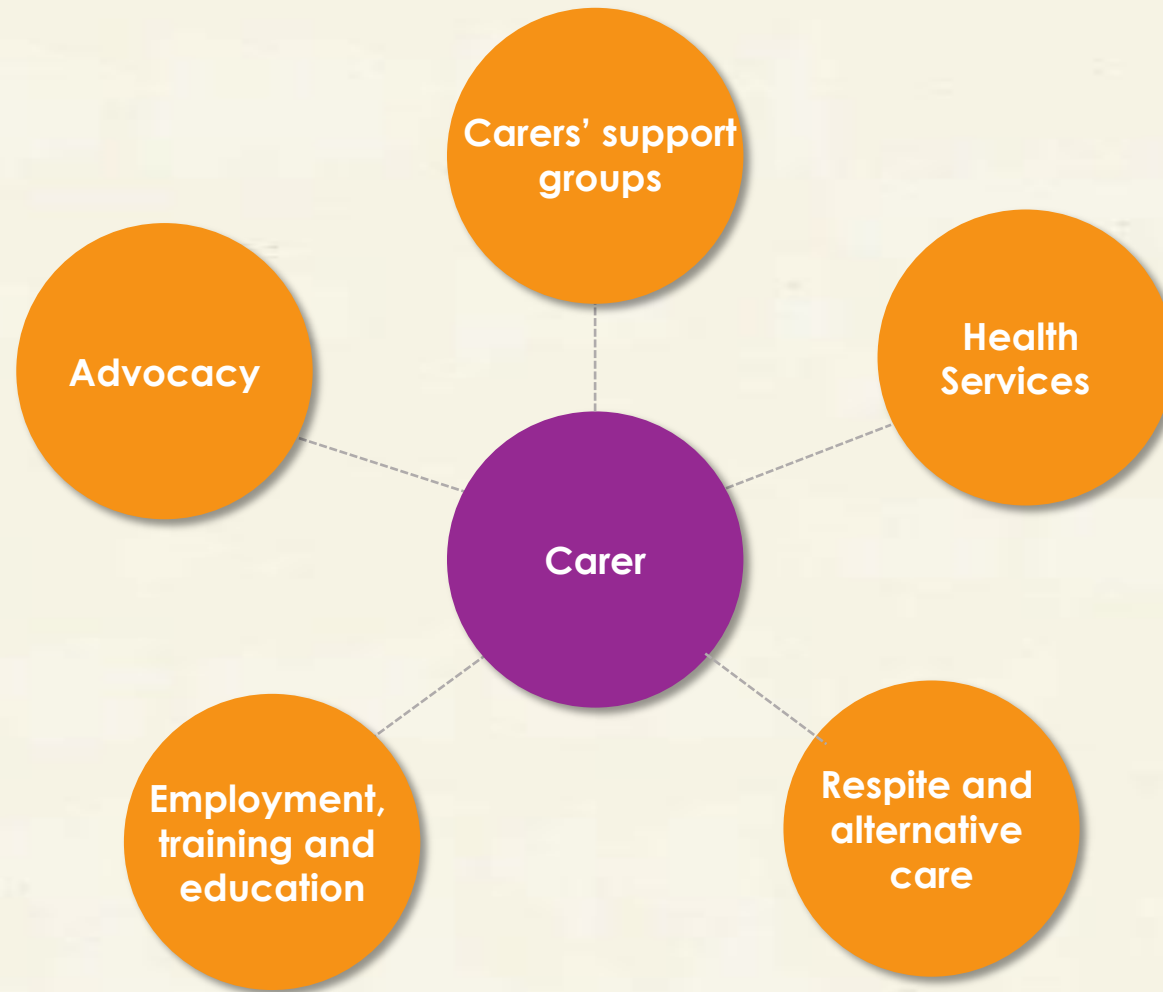 Carers’ support
groups
Advocacy
Health
Services
Carer
Employment,
training and
education
Respite and
alternative
care